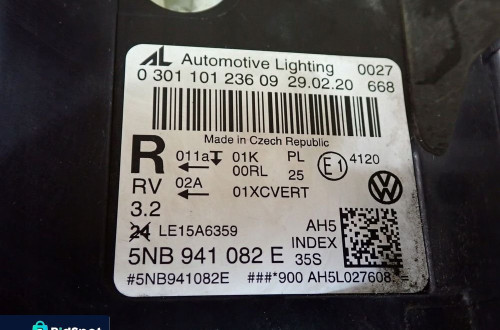 AL Automotive Lighting 0027
0 301 101 236 09 29.02.20 668
Made in Czech Republic
R 011a 01K PL E1 4120
00RL 25
RV 02A 01XCVERT
3.2
24 LE15A6359 AH5
INDEX
5NB 941 082 E 35S
#5NB941082E ###*900 AH5L027608
BidSpot